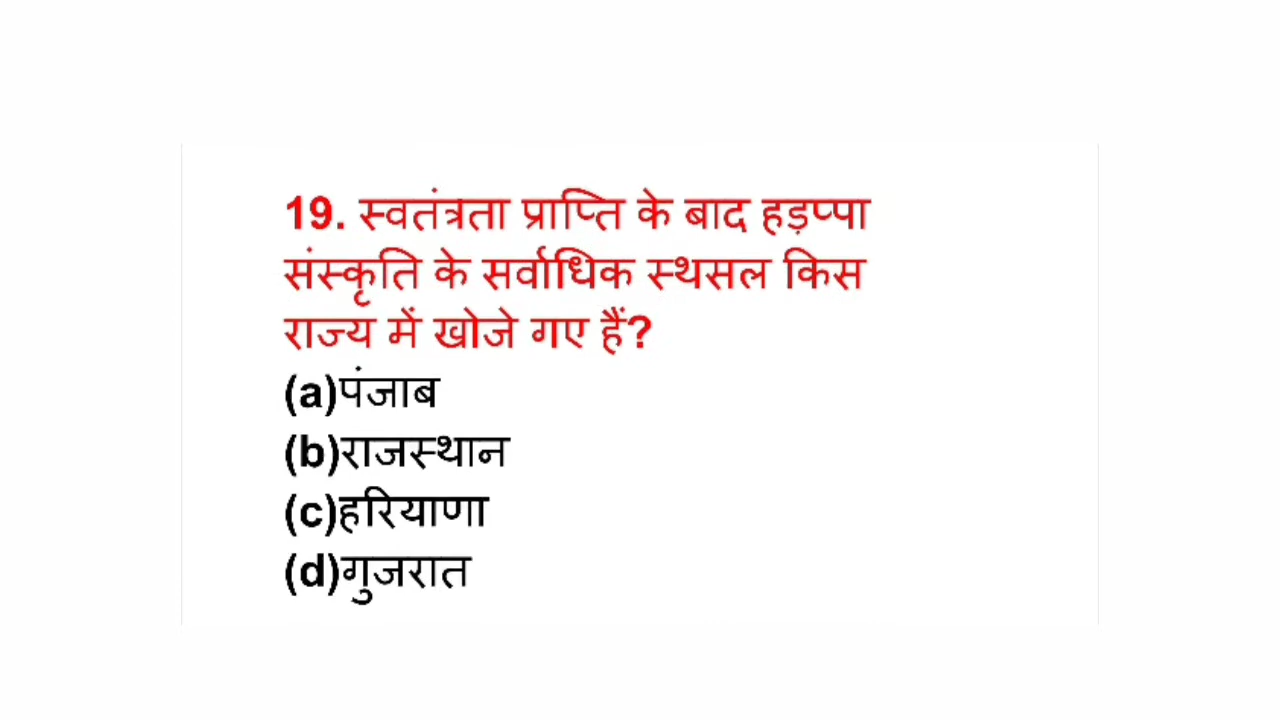 19. स्वतंत्रता प्राप्ति के बाद हड़प्पा
संस्कृति के सर्वाधिक स्थसल किस
राज्य में खोजे गए हैं?
(a)पंजाब
(b)राजस्थान
(c)हरियाणा
(d)गुजरात